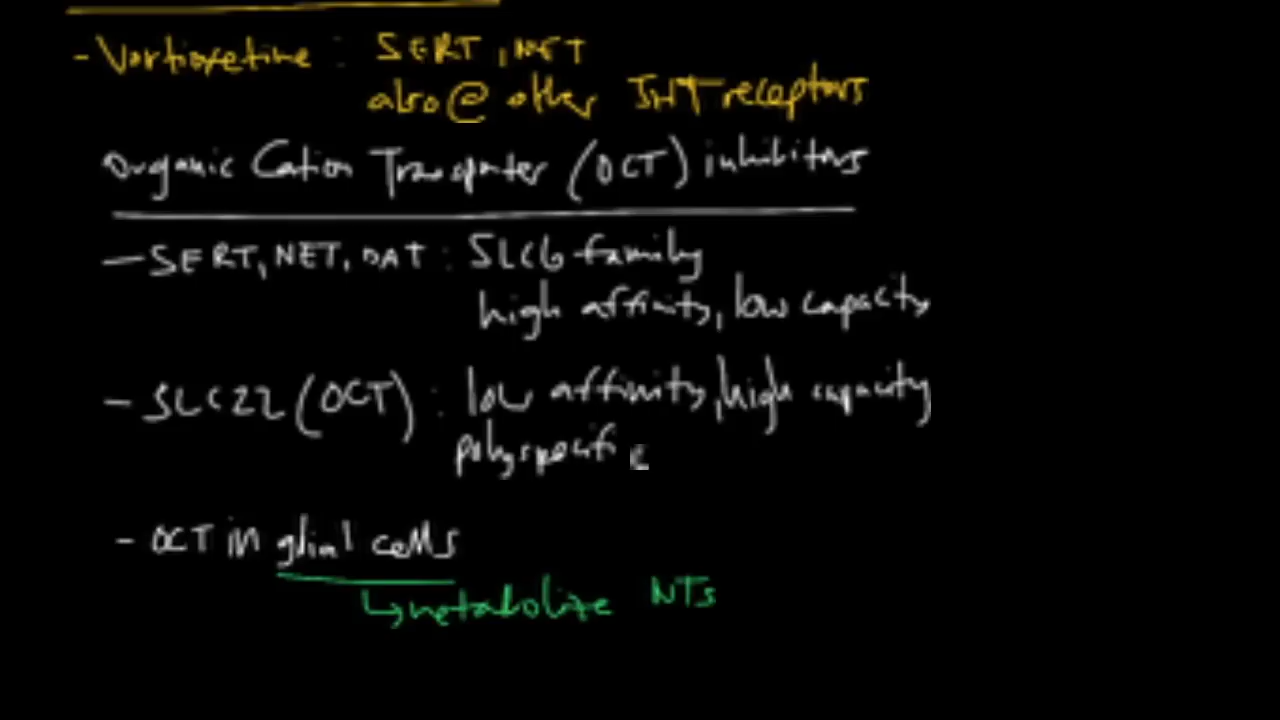 - Vortioxetine : SERT, NET
also @ other 5HT receptors
Organic Cation Transporter (OCT) inhibitors
- SERT, NET, DAT : SLC6 family
high affinity, low capacity
- SLC22 (OCT) : low affinity, high capacity
polyspecific
- OCT in glial cells
↳ metabolize NTs